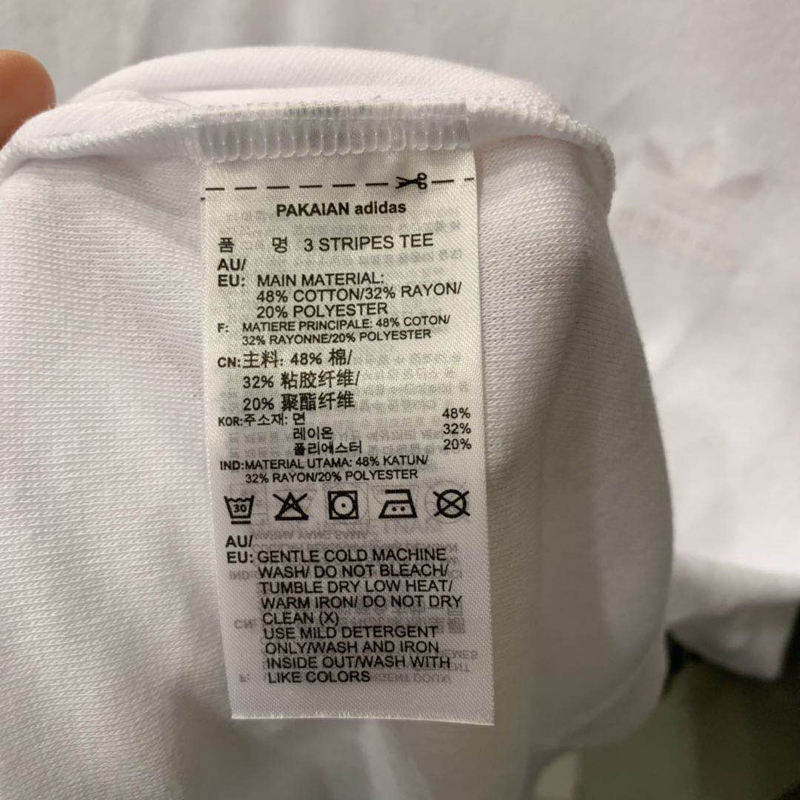 PAKAIAN adidas
품 명 3 STRIPES TEE
AU/
EU: MAIN MATERIAL:
48% COTTON/32% RAYON/
20% POLYESTER
F: MATIERE PRINCIPALE: 48% COTON/
32% RAYONNE/20% POLYESTER
CN:主料: 48% 棉/
32% 粘胶纤维/
20% 聚酯纤维
KOR:주소재: 면 48%
레이온 32%
폴리에스터 20%
IND:MATERIAL UTAMA: 48% KATUN/
32% RAYON/20% POLYESTER
30
AU/
EU: GENTLE COLD MACHINE
WASH/ DO NOT BLEACH/
TUMBLE DRY LOW HEAT/
WARM IRON/ DO NOT DRY
CLEAN (X)
USE MILD DETERGENT
ONLY/WASH AND IRON
INSIDE OUT/WASH WITH
LIKE COLORS